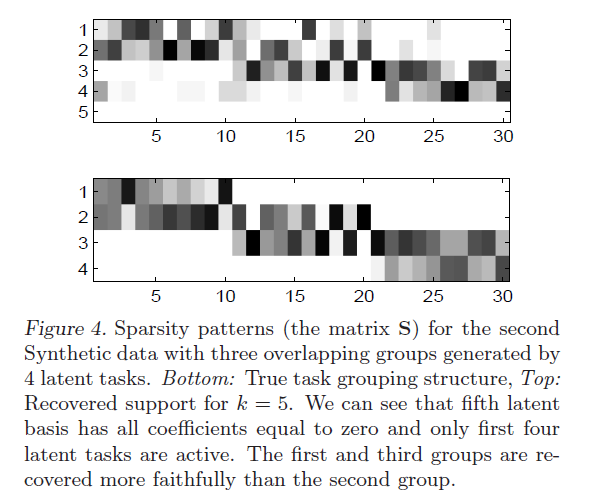 1
2
3
4
5
5 10 15 20 25 30
1
2
3
4
5 10 15 20 25 30
Figure 4. Sparsity patterns (the matrix S) for the second
Synthetic data with three overlapping groups generated by
4 latent tasks. Bottom: True task grouping structure, Top:
Recovered support for k = 5. We can see that fifth latent
basis has all coefficients equal to zero and only first four
latent tasks are active. The first and third groups are re-
covered more faithfully than the second group.